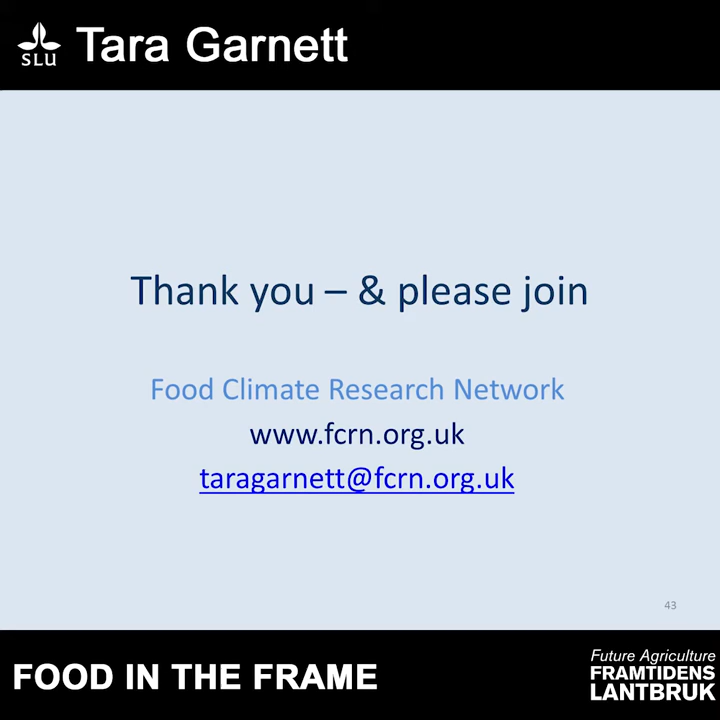 SLU
Tara Garnett
Thank you – & please join
Food Climate Research Network
www.fcrn.org.uk
taragarnett@fcrn.org.uk
43
FOOD IN THE FRAME
Future Agriculture
FRAMTIDENS
LANTBRUK